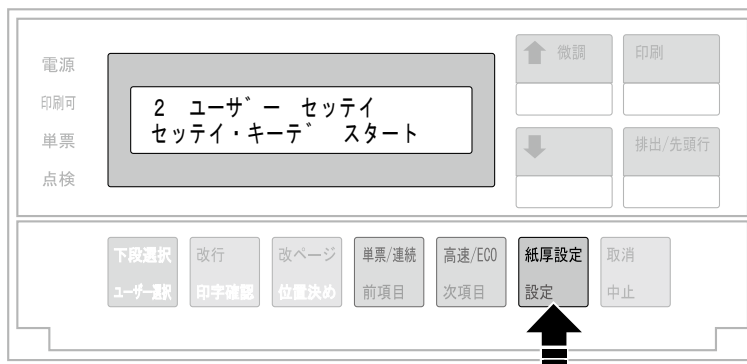 電源
印刷可
単票
点検
2 ユーザー セッテイ
セッテイ・キーデ スタート
微調
印刷
排出/先頭行
下段選択
ユーザー選択
改行
印字確認
改ページ
位置決め
単票/連続
前項目
高速/ECO
次項目
紙厚設定
設定
取消
中止